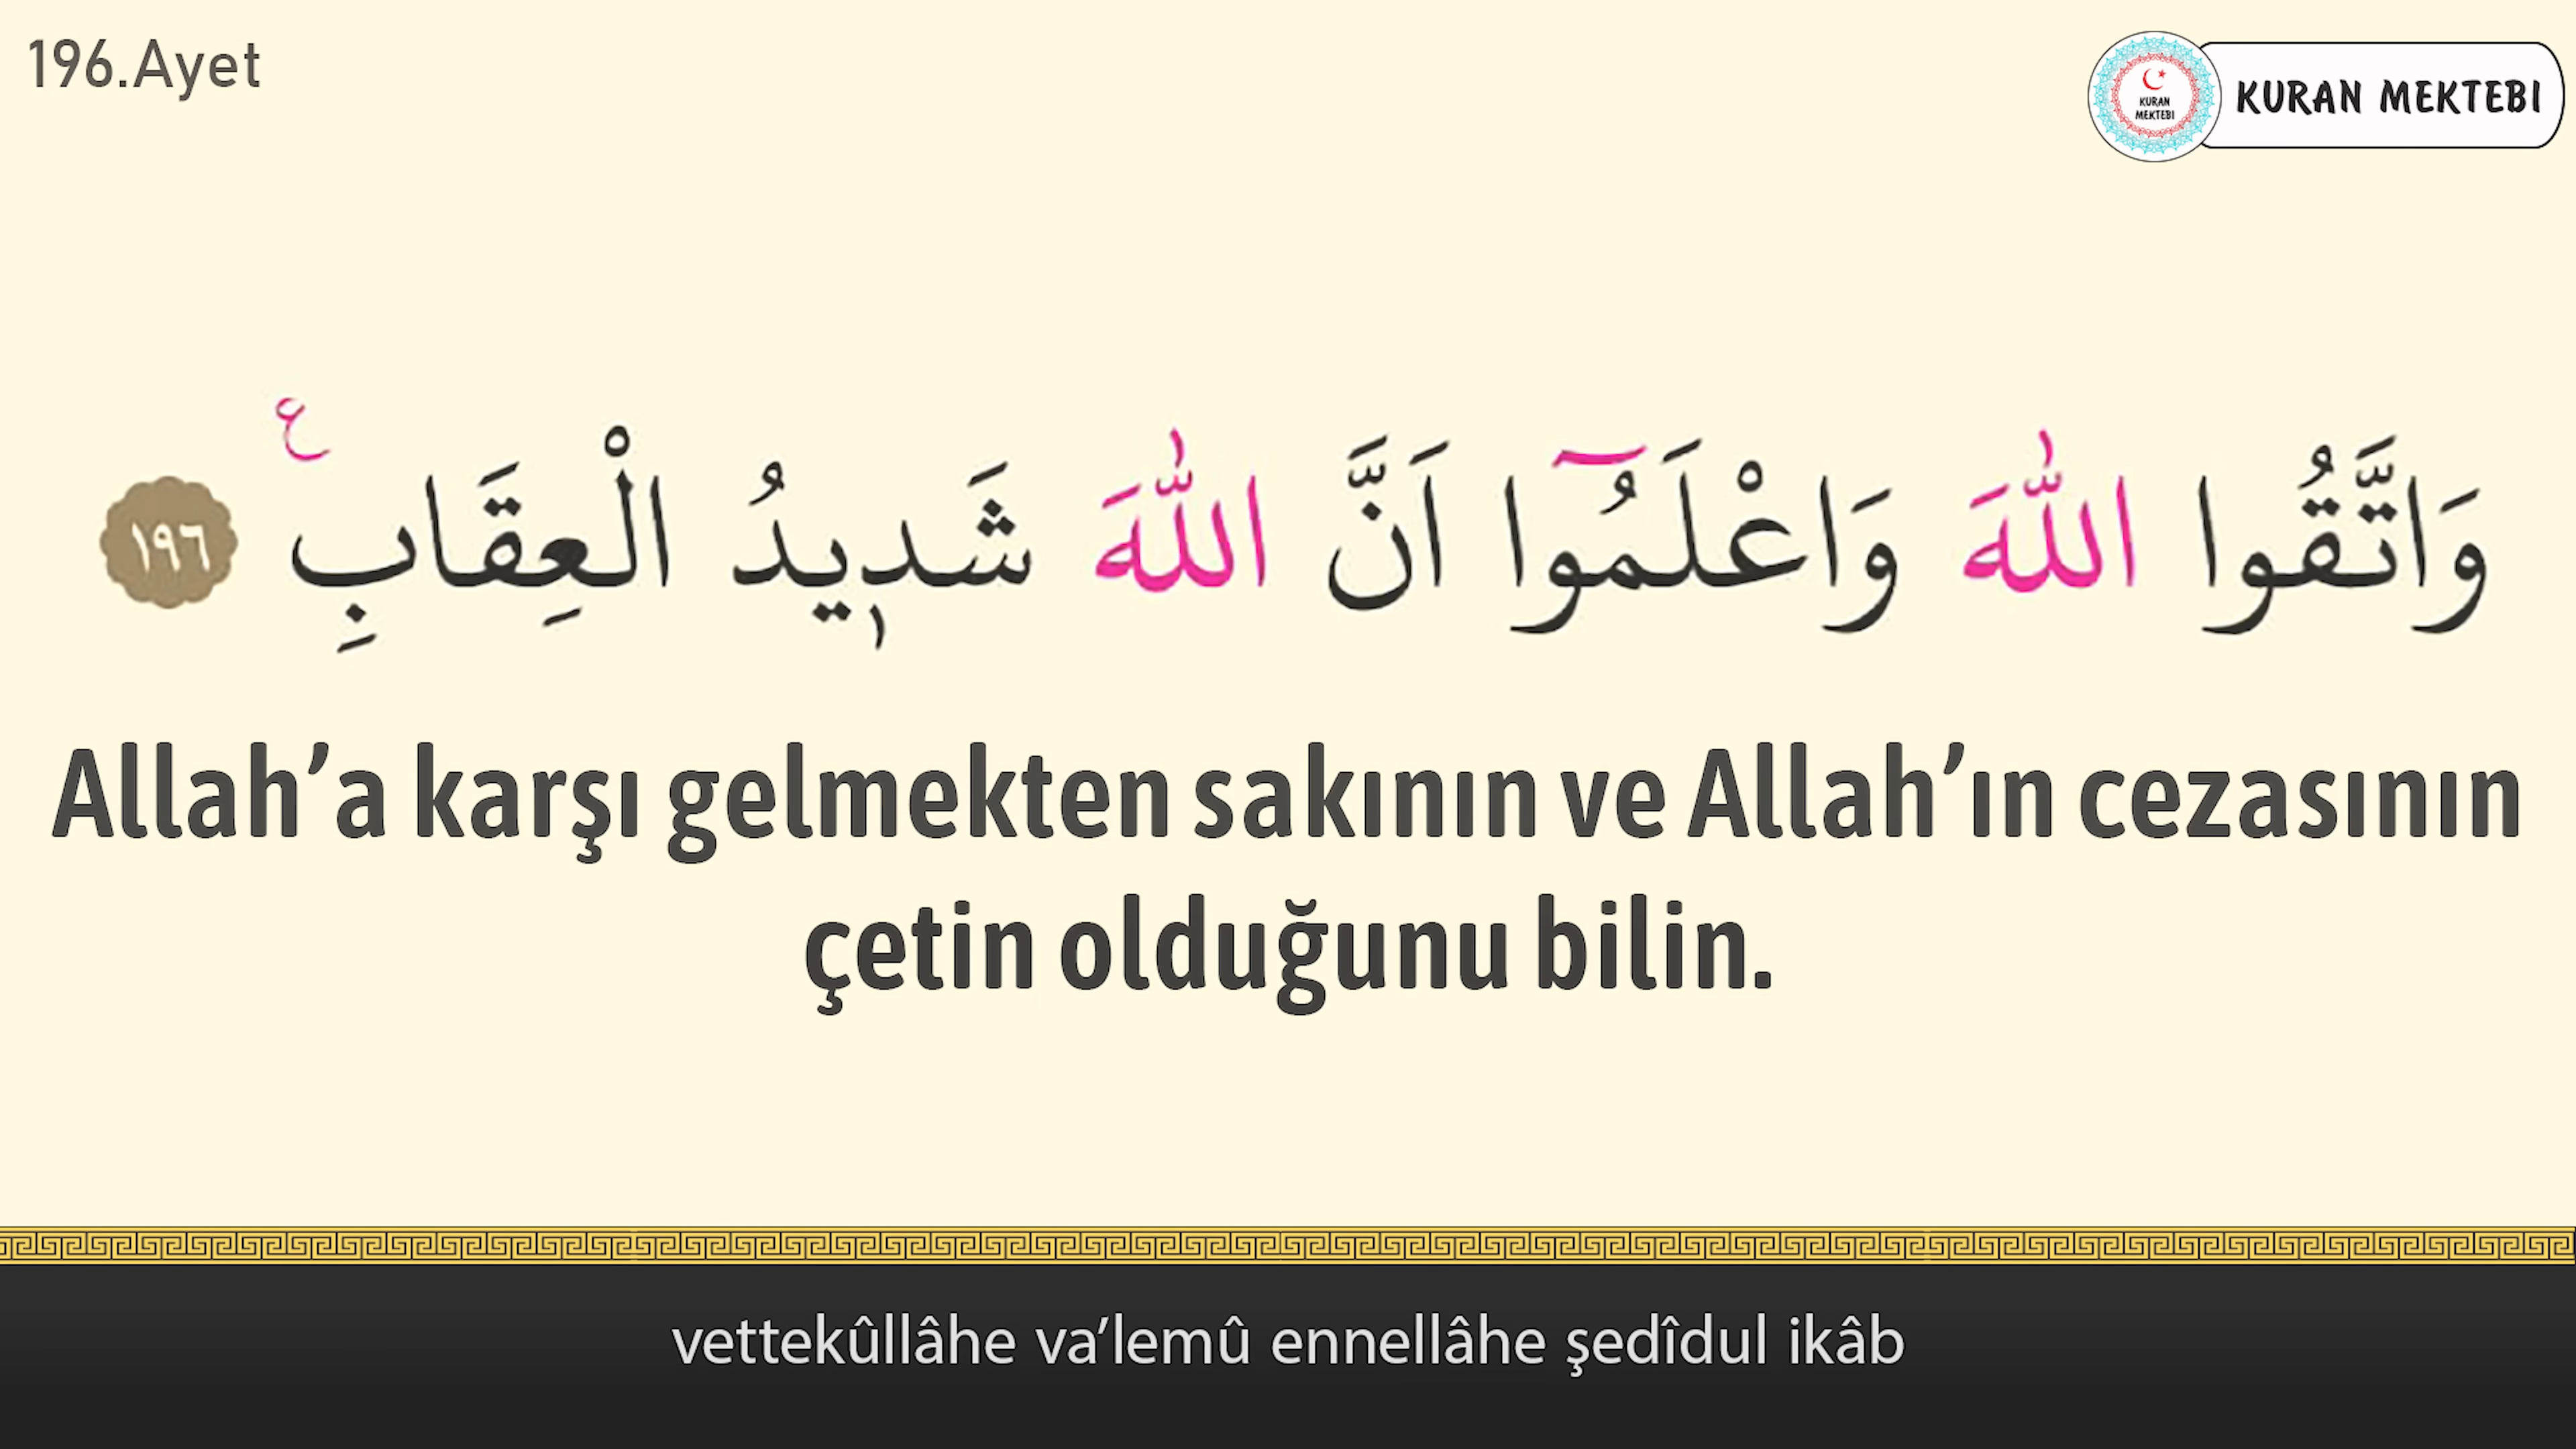 196.Ayet
KURAN
MEKTEBI
KURAN MEKTEBI
وَاتَّقُوا اللّٰهَ وَاعْلَمُٓوا اَنَّ اللّٰهَ شَد۪يدُ الْعِقَابِ ع ١٩٦
Allah’a karşı gelmekten sakının ve Allah’ın cezasının
çetin olduğunu bilin.
vettekûllâhe va’lemû ennellâhe şedîdul ikâb